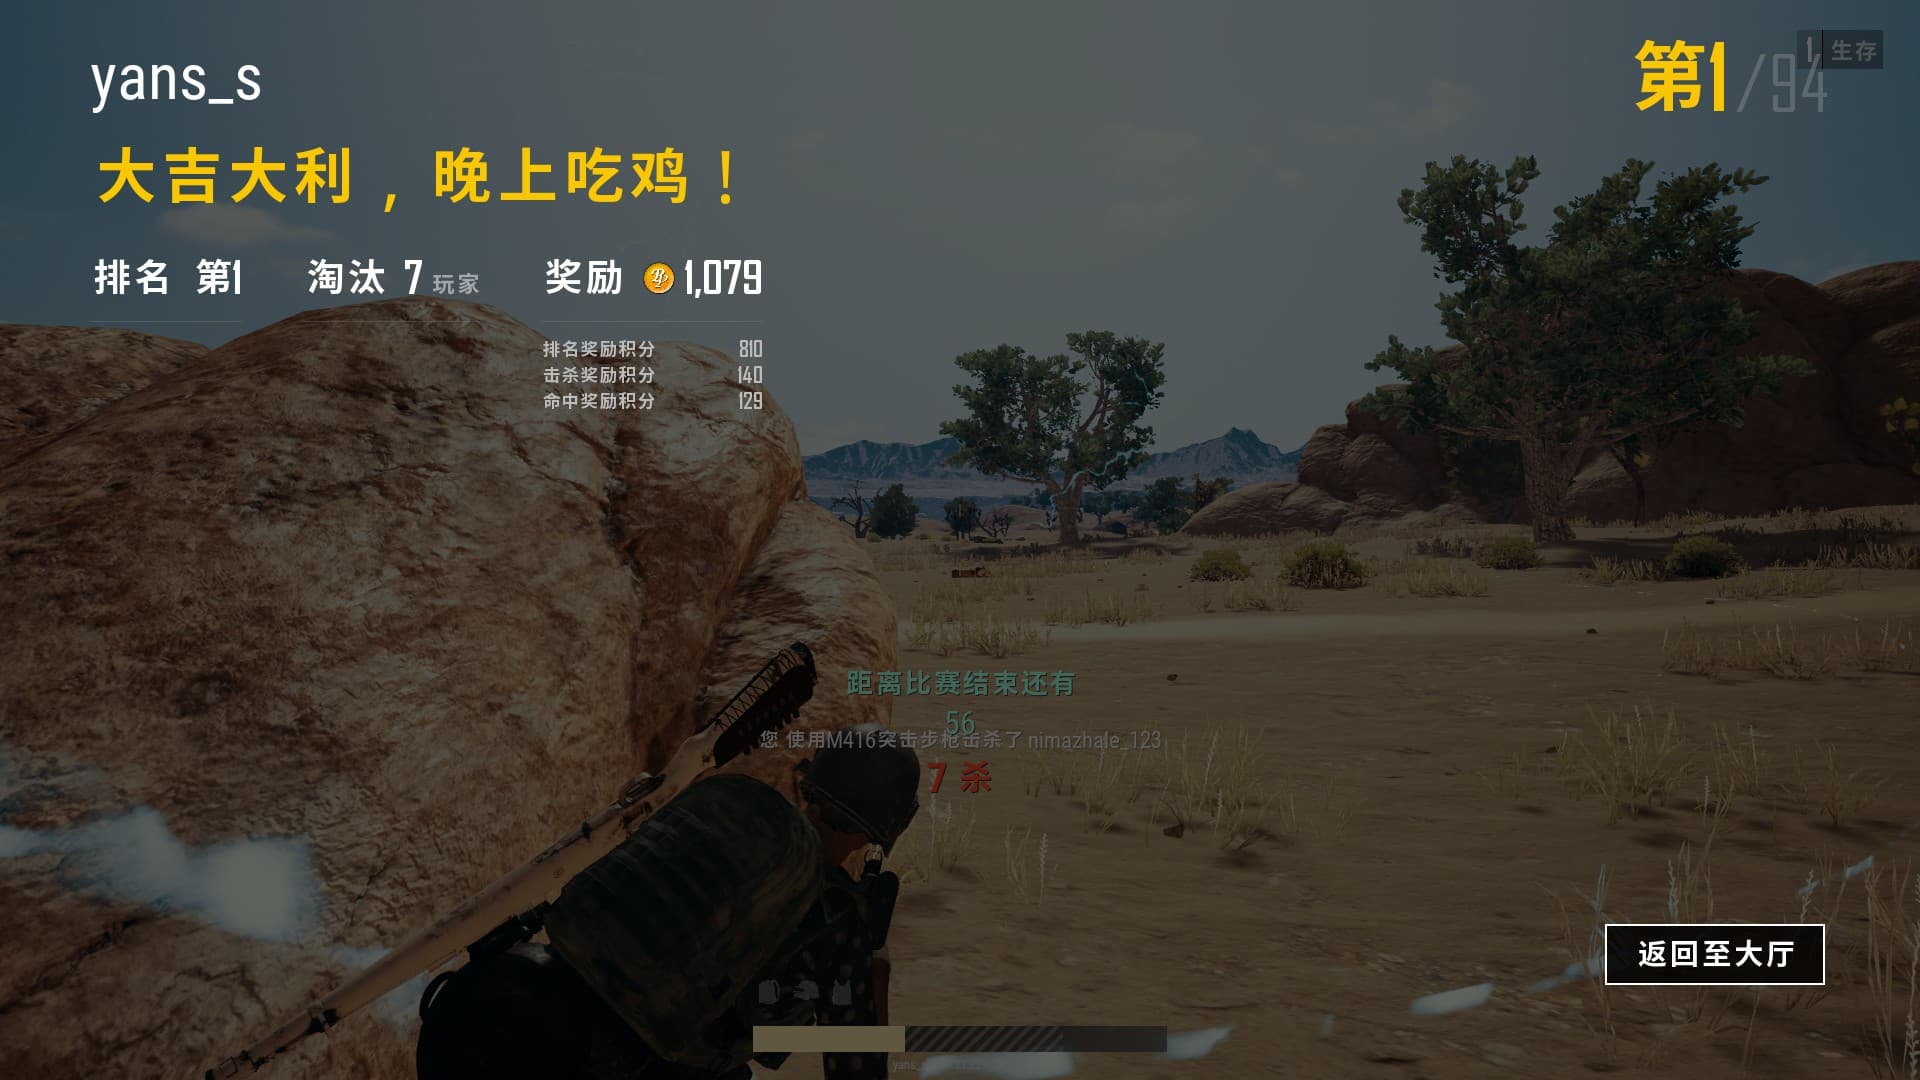 yans_s
第1/94
1 生存
大吉大利，晚上吃鸡！
排名 第1 淘汰 7 玩家 奖励 1,079
排名奖励积分 810
击杀奖励积分 140
命中奖励积分 129
距离比赛结束还有
56
您 使用M416突击步枪击杀了 nimazhale_123
7 杀
返回至大厅
yans_